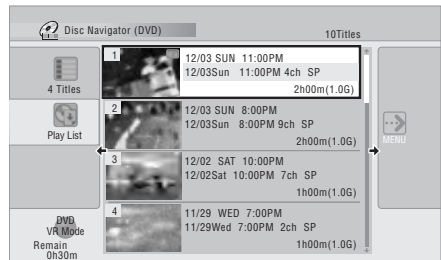 Disc Navigator (DVD)
10Titles
4 Titles
Play List
DVD
VR Mode
Remain
0h30m
1
12/03 SUN 11:00PM
12/03Sun 11:00PM 4ch SP
2h00m(1.0G)
2
12/03 SUN 8:00PM
12/03Sun 8:00PM 9ch SP
2h00m(1.0G)
3
12/02 SAT 10:00PM
12/02Sat 10:00PM 7ch SP
1h00m(1.0G)
4
11/29 WED 7:00PM
11/29Wed 7:00PM 2ch SP
1h00m(1.0G)
MENU